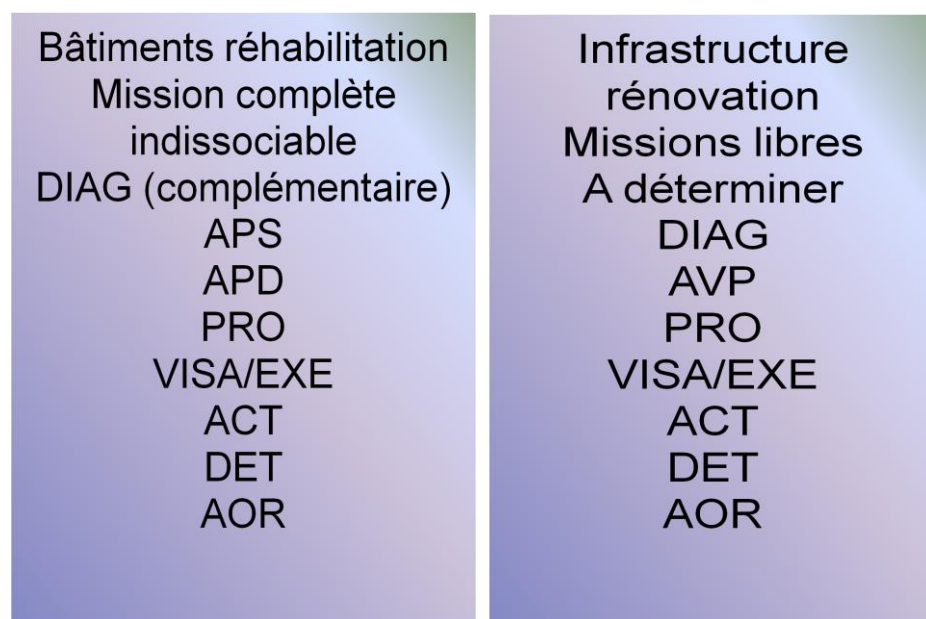 Bâtiments réhabilitation
Mission complète
indissociable
DIAG (complémentaire)
APS
APD
PRO
VISA/EXE
ACT
DET
AOR
Infrastructure
rénovation
Missions libres
A déterminer
DIAG
AVP
PRO
VISA/EXE
ACT
DET
AOR